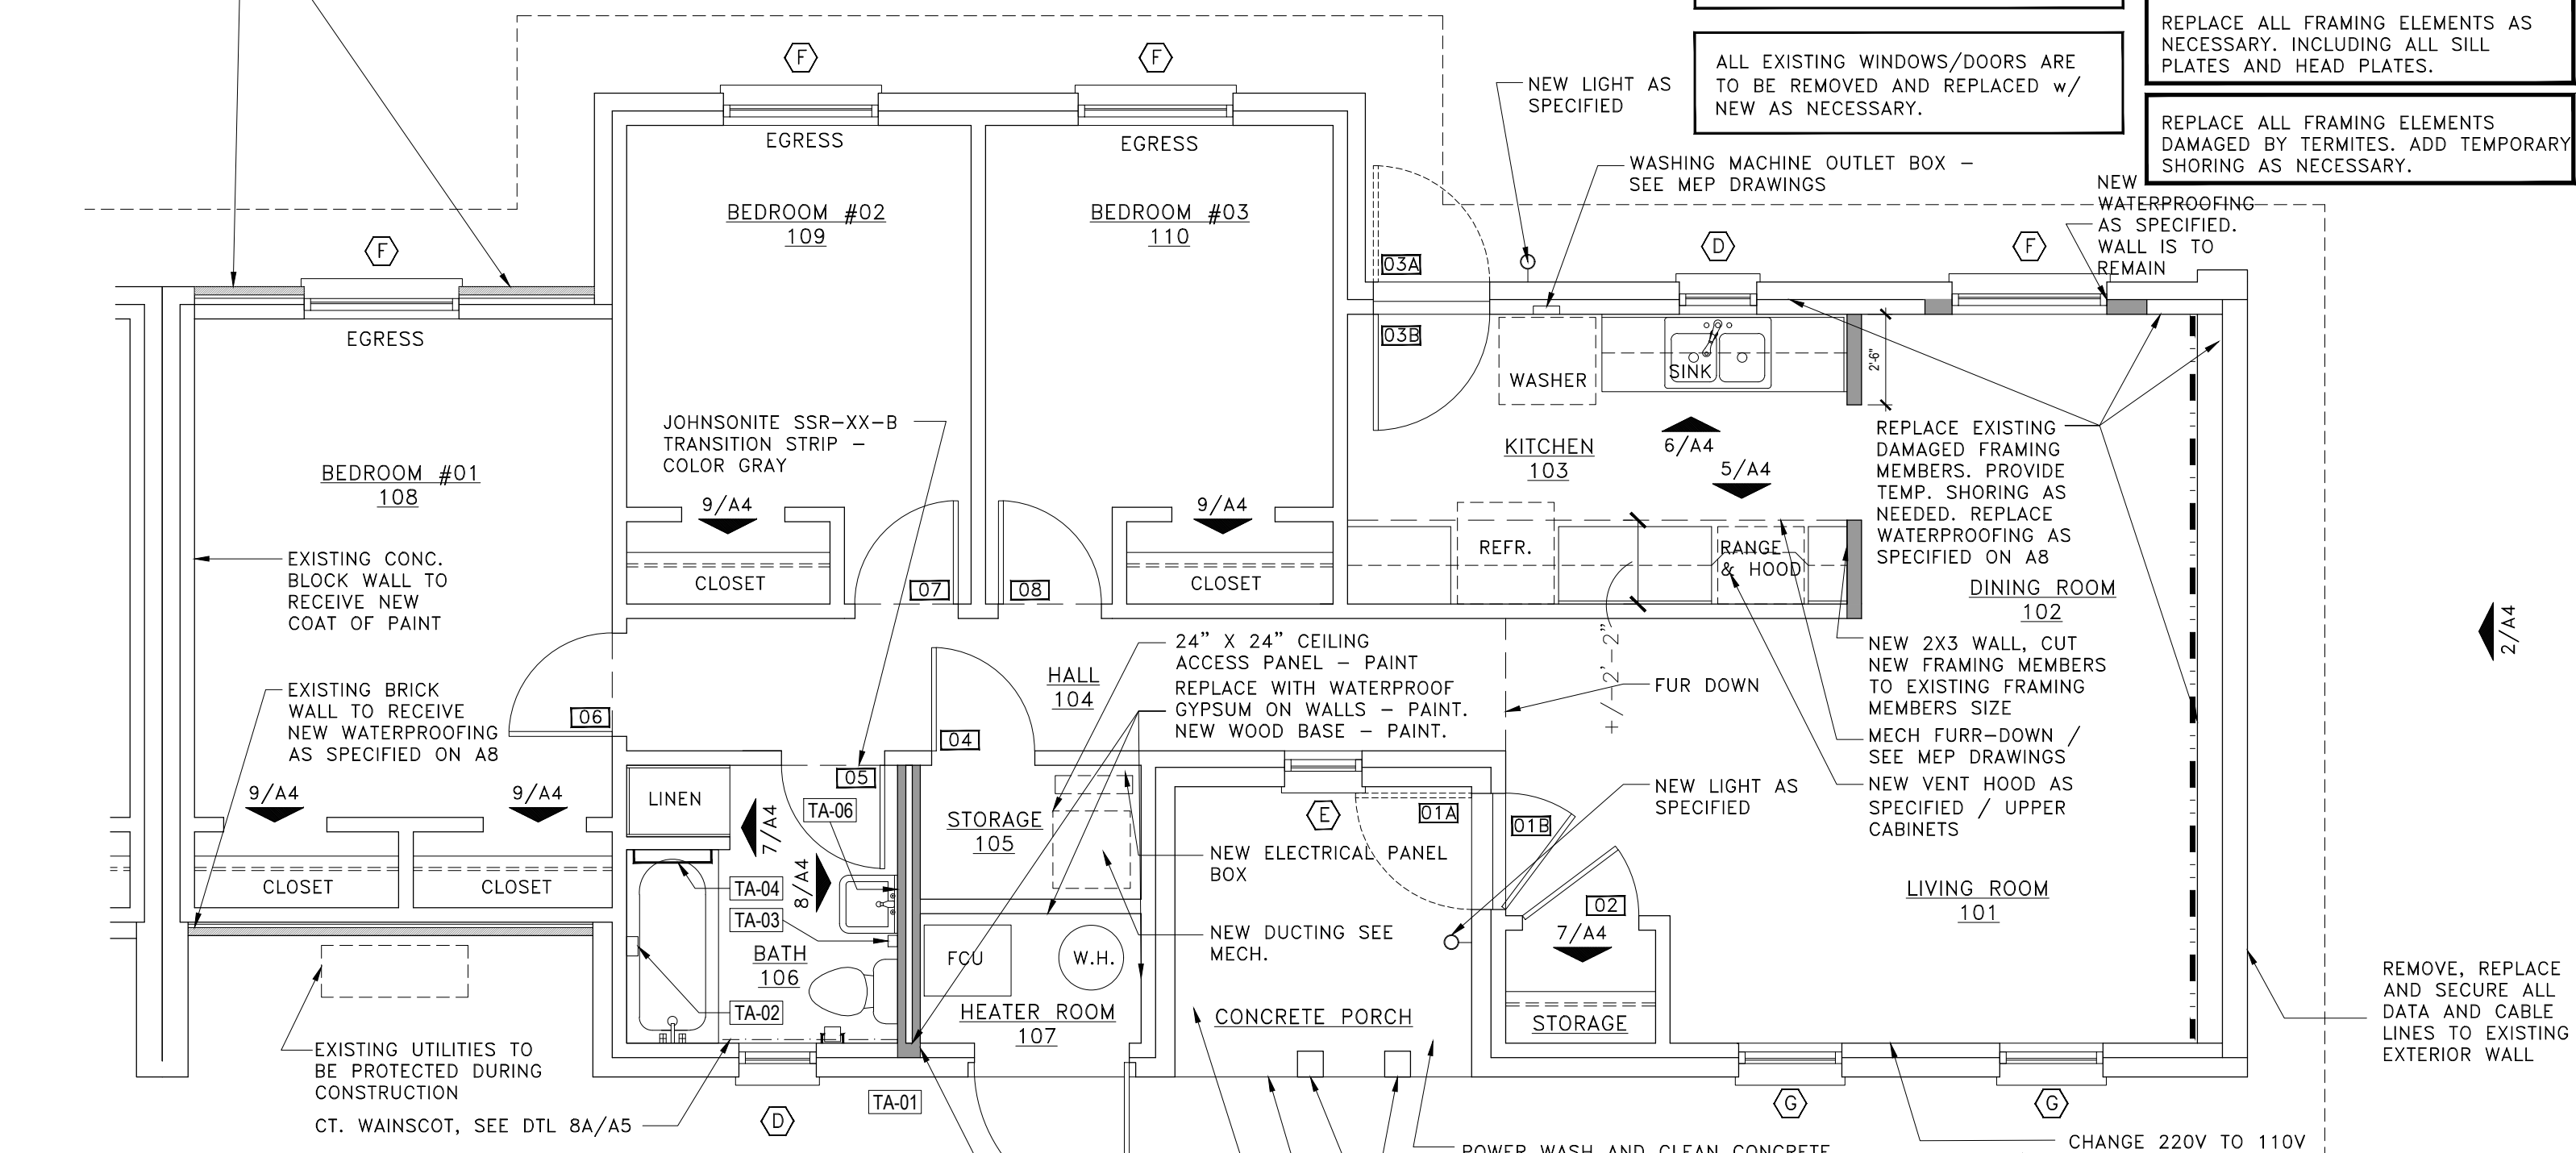 REPLACE ALL FRAMING ELEMENTS AS
NECESSARY. INCLUDING ALL SILL
PLATES AND HEAD PLATES.
ALL EXISTING WINDOWS/DOORS ARE
TO BE REMOVED AND REPLACED w/
NEW AS NECESSARY.
REPLACE ALL FRAMING ELEMENTS
DAMAGED BY TERMITES. ADD TEMPORARY
SHORING AS NECESSARY.
F
F
NEW LIGHT AS
SPECIFIED
EGRESS
EGRESS
WASHING MACHINE OUTLET BOX –
SEE MEP DRAWINGS
NEW
WATERPROOFING
AS SPECIFIED.
WALL IS TO
REMAIN
BEDROOM #02
109
BEDROOM #03
110
F
D
F
03A
03B
EGRESS
WASHER
SINK
2'-6"
JOHNSONITE SSR-XX-B
TRANSITION STRIP –
COLOR GRAY
KITCHEN
103
6/A4
5/A4
REPLACE EXISTING
DAMAGED FRAMING
MEMBERS. PROVIDE
TEMP. SHORING AS
NEEDED. REPLACE
WATERPROOFING AS
SPECIFIED ON A8
BEDROOM #01
108
9/A4
9/A4
REFR.
RANGE
& HOOD
EXISTING CONC.
BLOCK WALL TO
RECEIVE NEW
COAT OF PAINT
CLOSET
07
08
CLOSET
DINING ROOM
102
2/A4
+/-2'-2"
24" X 24" CEILING
ACCESS PANEL – PAINT
REPLACE WITH WATERPROOF
GYPSUM ON WALLS – PAINT.
NEW WOOD BASE – PAINT.
HALL
104
FUR DOWN
NEW 2X3 WALL, CUT
NEW FRAMING MEMBERS
TO EXISTING FRAMING
MEMBERS SIZE
MECH FURR-DOWN /
SEE MEP DRAWINGS
NEW VENT HOOD AS
SPECIFIED / UPPER
CABINETS
EXISTING BRICK
WALL TO RECEIVE
NEW WATERPROOFING
AS SPECIFIED ON A8
06
04
05
9/A4
9/A4
LINEN
7/A4
TA-06
STORAGE
105
NEW LIGHT AS
SPECIFIED
E
01A
01B
NEW ELECTRICAL PANEL
BOX
CLOSET
CLOSET
TA-04
8/A4
TA-03
02
LIVING ROOM
101
7/A4
NEW DUCTING SEE
MECH.
BATH
106
FCU
W.H.
TA-02
HEATER ROOM
107
CONCRETE PORCH
STORAGE
REMOVE, REPLACE
AND SECURE ALL
DATA AND CABLE
LINES TO EXISTING
EXTERIOR WALL
EXISTING UTILITIES TO
BE PROTECTED DURING
CONSTRUCTION
CT. WAINSCOT, SEE DTL 8A/A5
D
TA-01
G
G
POWER WASH AND CLEAN CONCRETE
CHANGE 220V TO 110V